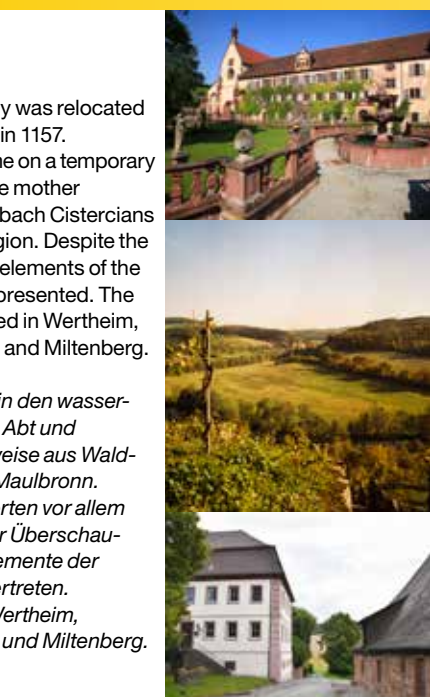 y was relocated
in 1157.
ne on a temporary
e mother
bach Cistercians
gion. Despite the
elements of the
presented. The
ed in Wertheim,
and Miltenberg.
in den wasser-
Abt und
weise aus Wald-
Maulbronn.
rten vor allem
r Überschau-
emente der
ertreten.
Wertheim,
und Miltenberg.